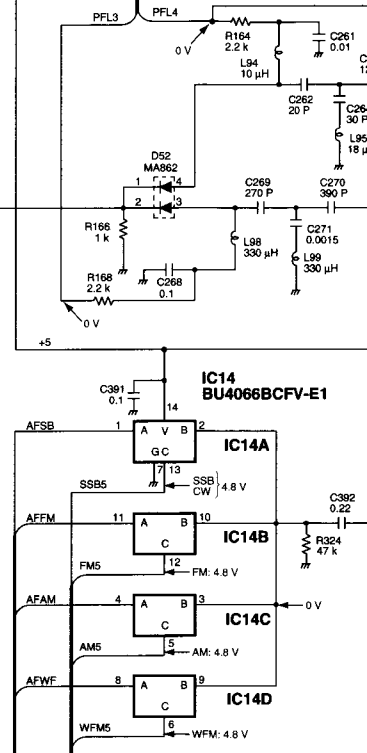 PFL3
PFL4
0 V
R164
2.2 k
C261
0.01
L94
10 µH
C262
20 P
30 P
L95
18 µ
D52
MA862
1
4
2
3
C269
270 P
C270
390 P
R166
1 k
L98
330 µH
C271
0.0015
L99
330 µH
C268
0.1
R168
2.2 k
0 V
+5
C391
0.1
14
IC14
BU4066BCFV-E1
AFSB
1
A V B
2
IC14A
G C
7
13
SSB5
SSB
CW
4.8 V
C392
0.22
AFFM
11
A B
10
IC14B
C
R324
47 k
12
FM5
FM: 4.8 V
AFAM
4
A B
3
0 V
IC14C
C
5
AM5
AM: 4.8 V
AFWF
8
A B
9
IC14D
C
6
WFM5
WFM: 4.8 V